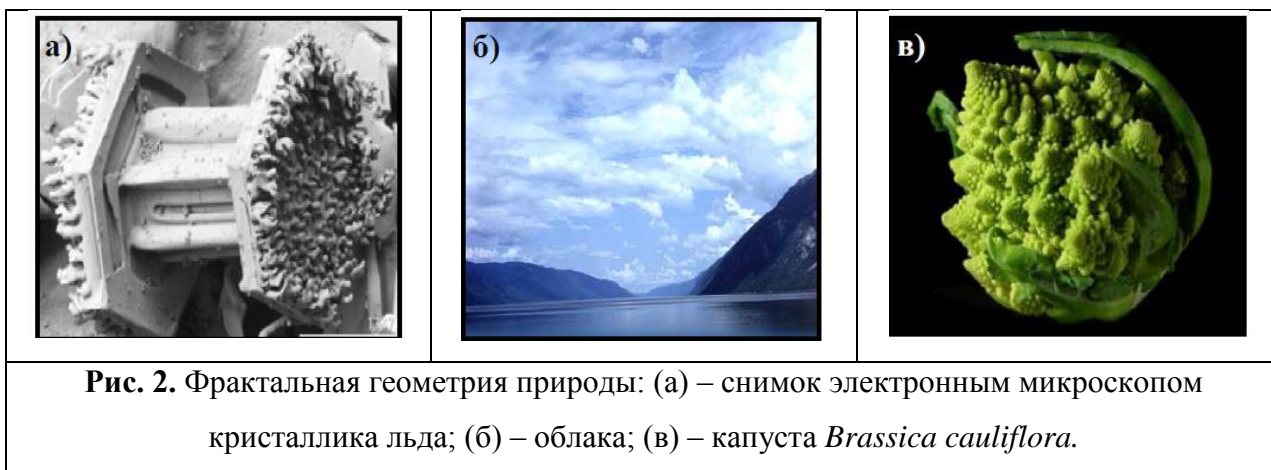 а)
б)
в)
Рис. 2. Фрактальная геометрия природы: (а) – снимок электронным микроскопом
кристаллика льда; (б) – облака; (в) – капуста Brassica cauliflora.